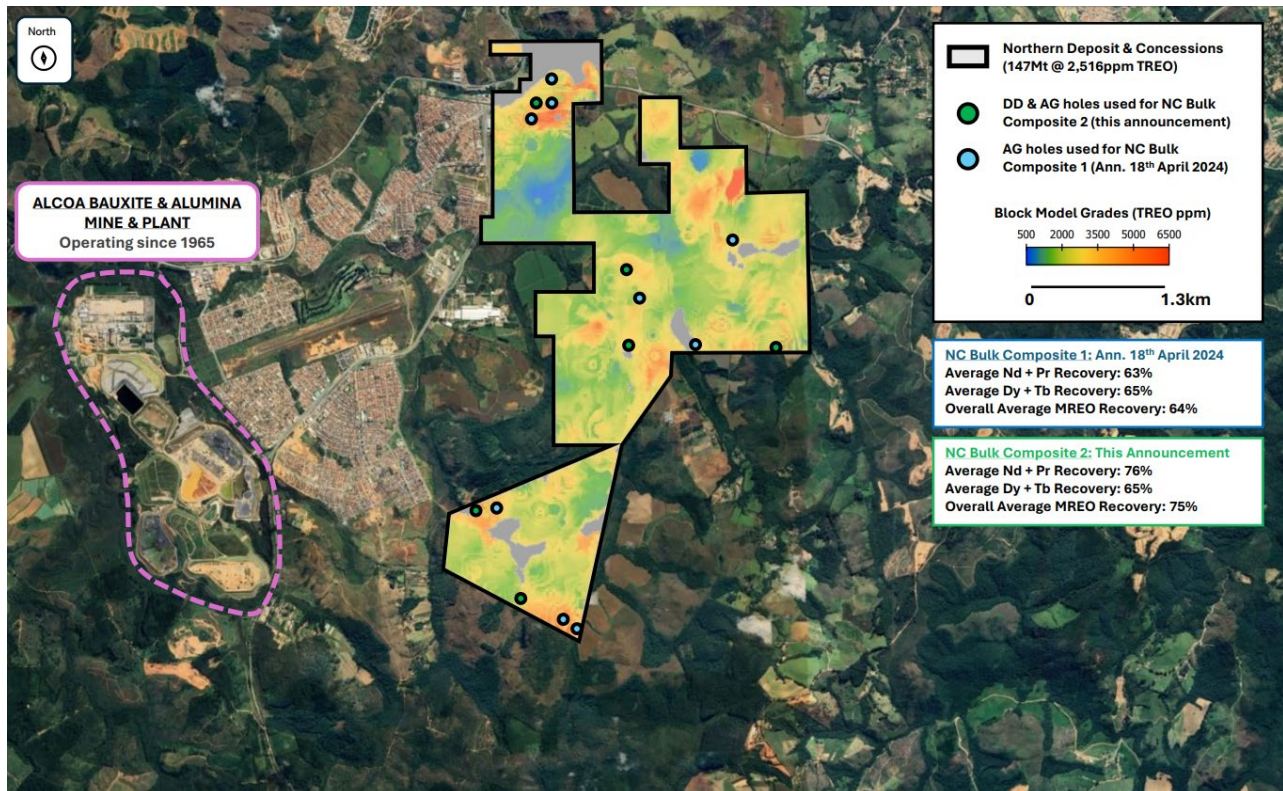 North
ALCOA BAUXITE & ALUMINA
MINE & PLANT
Operating since 1965
Northern Deposit & Concessions
(147Mt @ 2,516ppm TREO)
DD & AG holes used for NC Bulk
Composite 2 (this announcement)
AG holes used for NC Bulk
Composite 1 (Ann. 18th April 2024)
Block Model Grades (TREO ppm)
500 2000 3500 5000 6500
0 1.3km
NC Bulk Composite 1: Ann. 18th April 2024
Average Nd + Pr Recovery: 63%
Average Dy + Tb Recovery: 65%
Overall Average MREO Recovery: 64%
NC Bulk Composite 2: This Announcement
Average Nd + Pr Recovery: 76%
Average Dy + Tb Recovery: 65%
Overall Average MREO Recovery: 75%